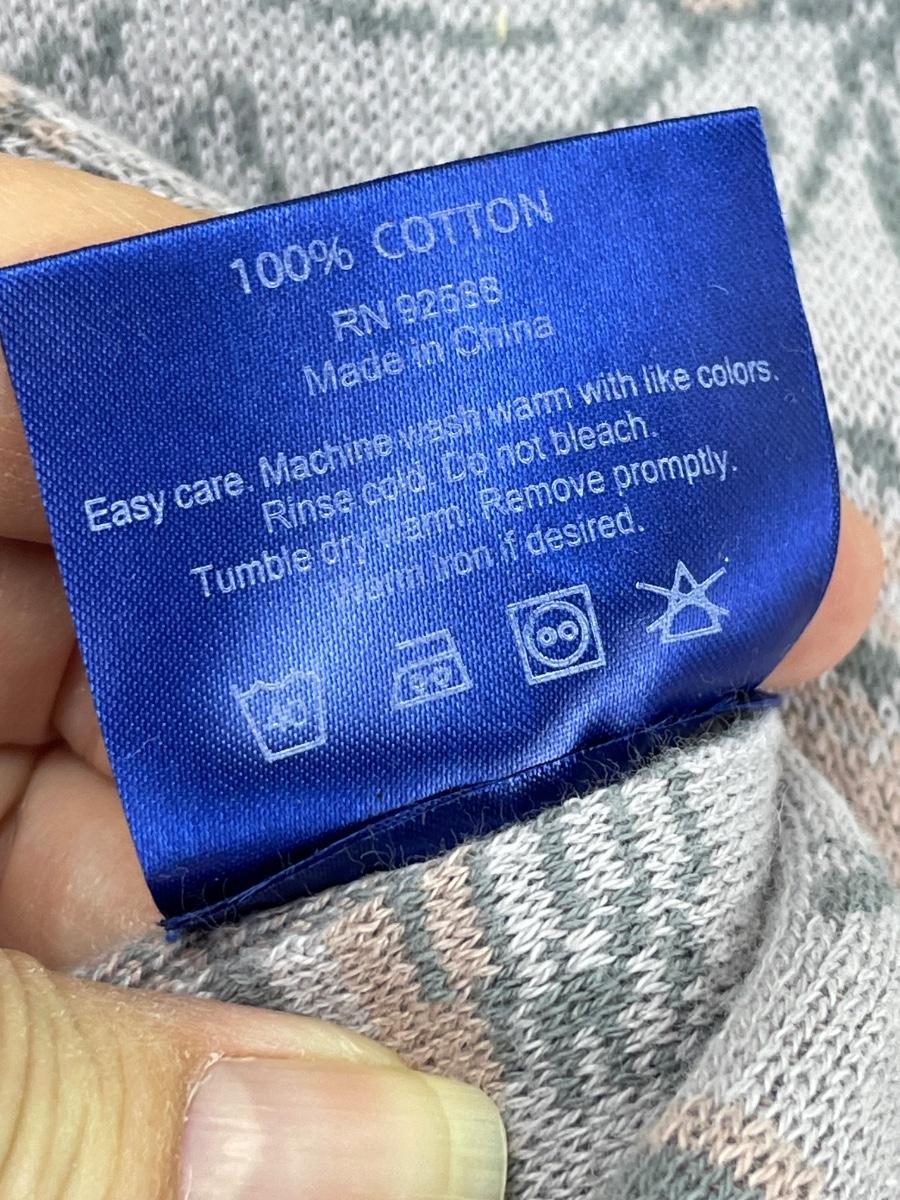 100% COTTON
RN 92588
Made in China
Easy care. Machine wash warm with like colors.
Rinse cold. Do not bleach.
Tumble dry warm. Remove promptly.
Warm iron if desired.
40